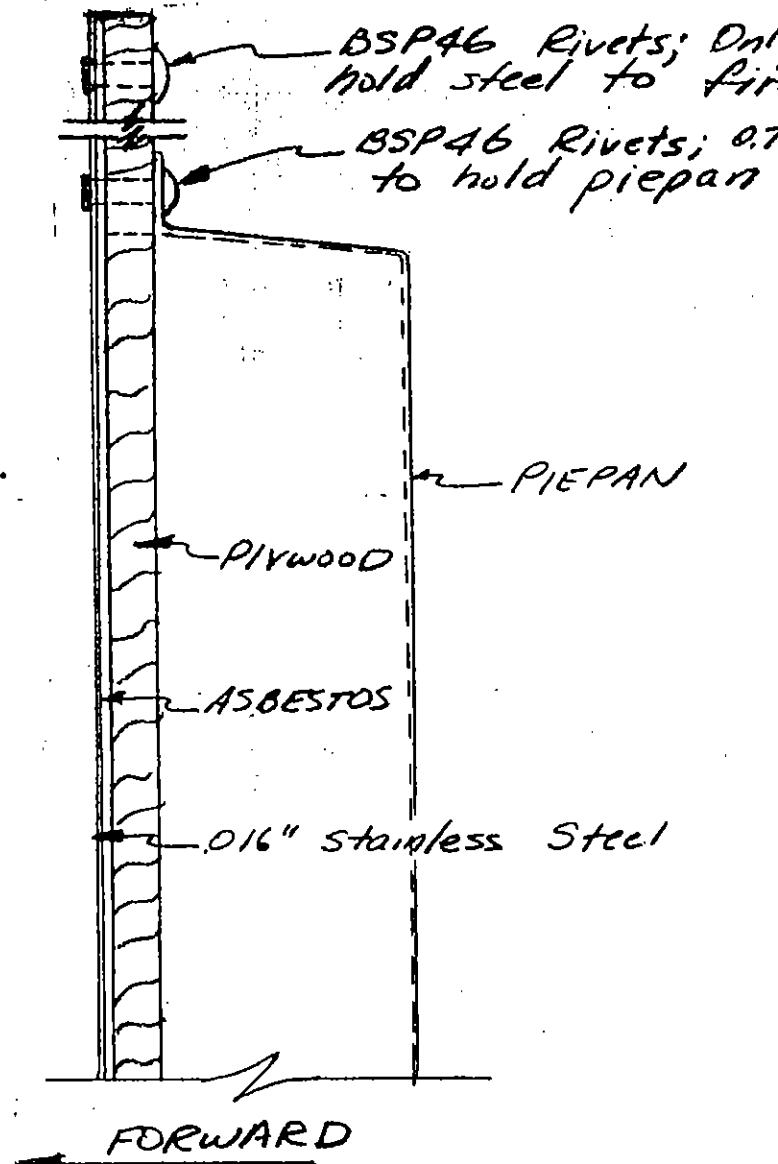 BSP46 Rivets; Onl
hold steel to fir
BSP46 Rivets; 0.7
to hold piepan
PIEPAN
PlYWOOD
ASBESTOS
.016" Stainless Steel
FORWARD